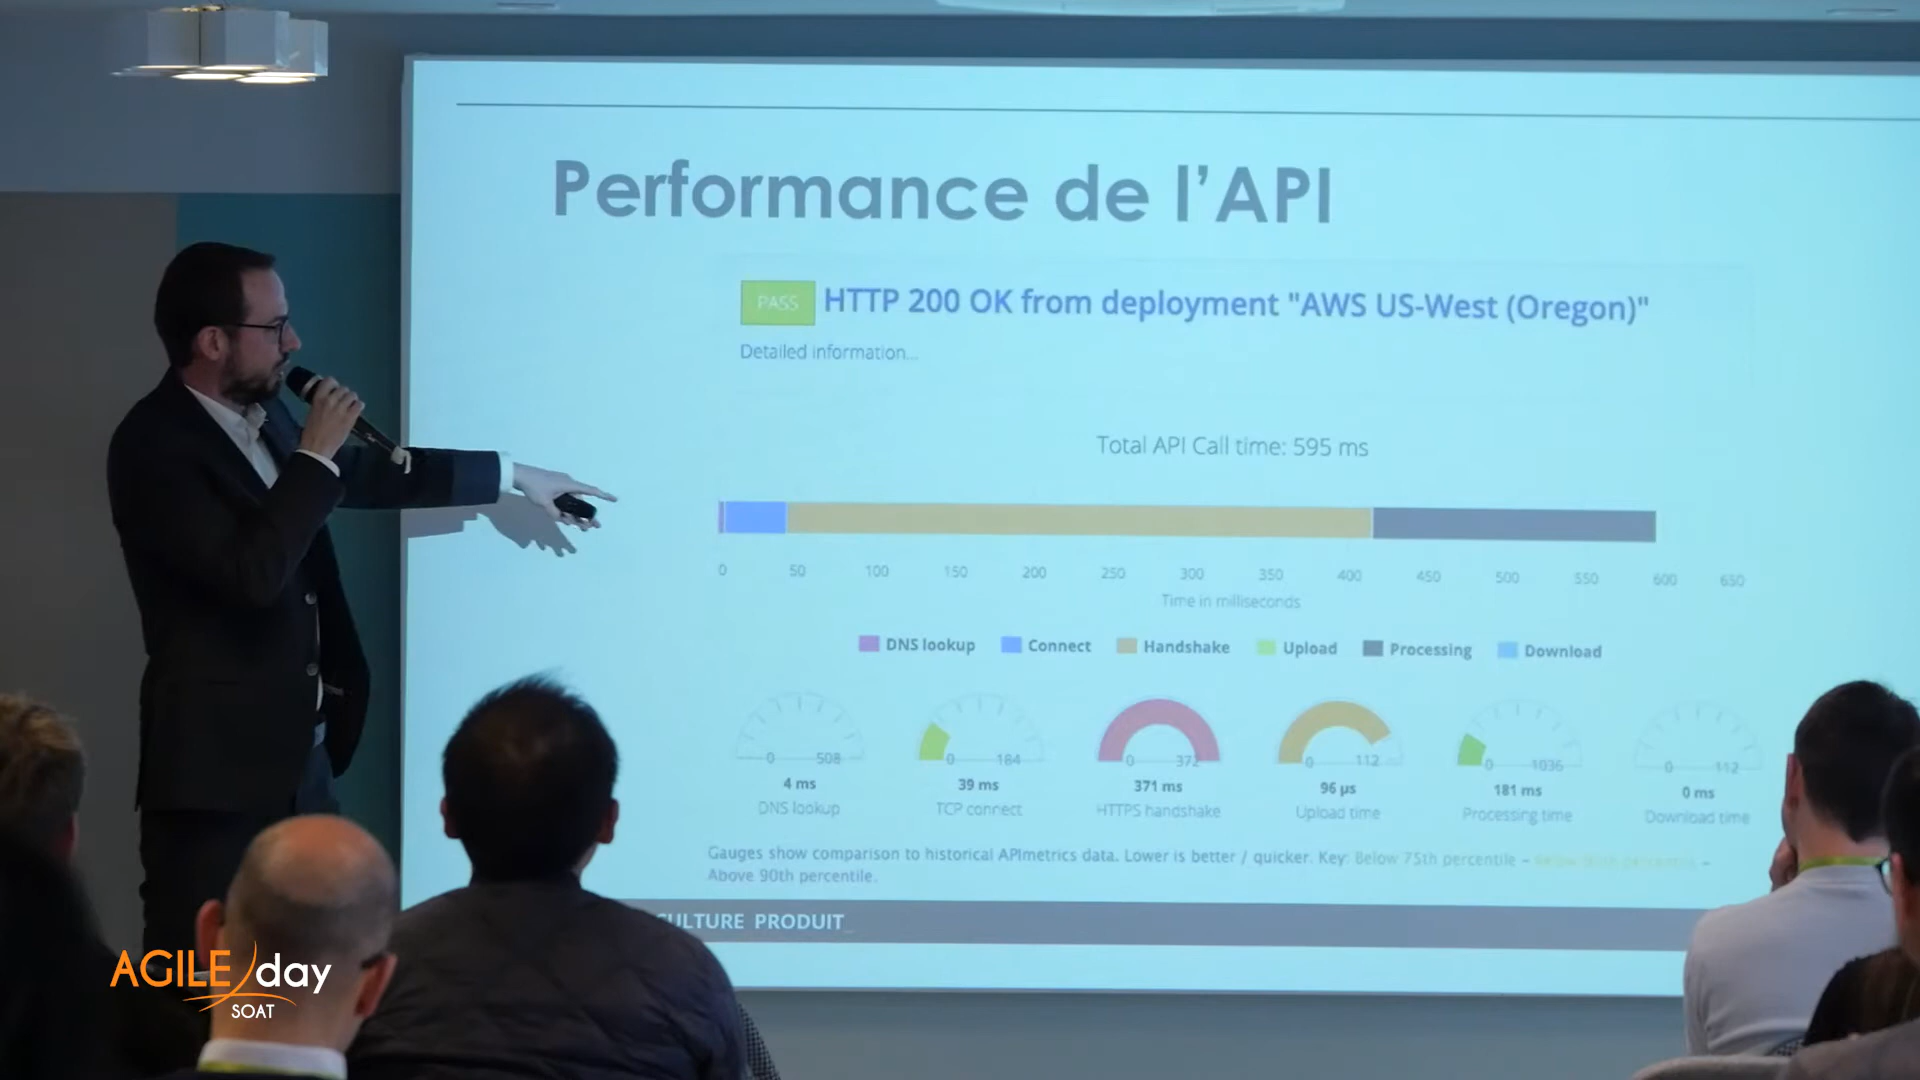 Performance de l'API
PASS HTTP 200 OK from deployment "AWS US-West (Oregon)"
Detailed information...
Total API Call time: 595 ms
0 50 100 150 200 250 300 350 400 450 500 550 600 650
Time in milliseconds
DNS lookup Connect Handshake Upload Processing Download
0 508 0 184 0 372 0 112 0 1036 0 112
4 ms 39 ms 371 ms 96 µs 181 ms 0 ms
DNS lookup TCP connect HTTPS handshake Upload time Processing time Download time
Gauges show comparison to historical APImetrics data. Lower is better / quicker. Key: Below 75th percentile – Below 90th percentile –
Above 90th percentile.
CULTURE PRODUIT
AGILE day
SOAT